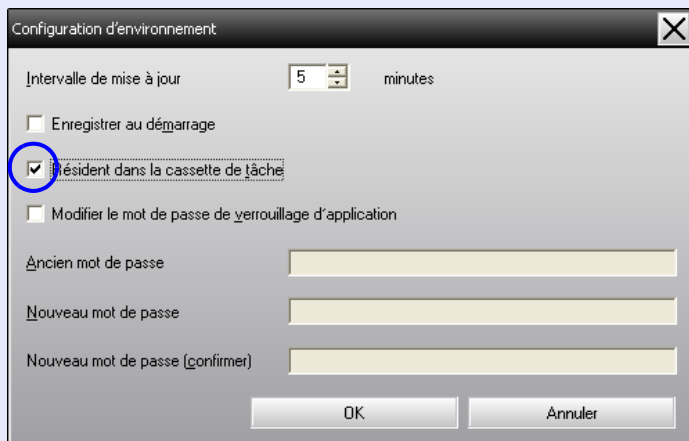 Configuration d'environnement
Intervalle de mise à jour 5 minutes
Enregistrer au démarrage
Résident dans la cassette de tâche
Modifier le mot de passe de verrouillage d'application
Ancien mot de passe
Nouveau mot de passe
Nouveau mot de passe (confirmer)
OK Annuler